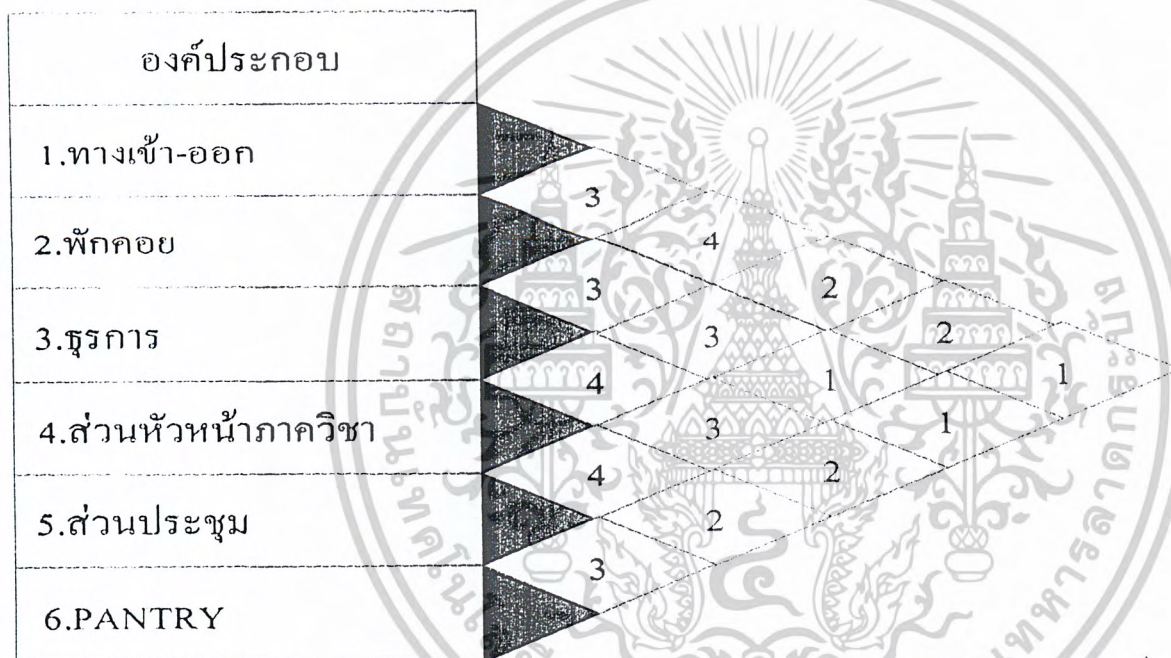 องค์ประกอบ
1.ทางเข้า-ออก
2.พักคอย
3.ธุรการ
4.ส่วนหัวหน้าภาควิชา
5.ส่วนประชุม
6.PANTRY
3
4
3
2
3
2
4
1
1
3
1
4
2
2
3